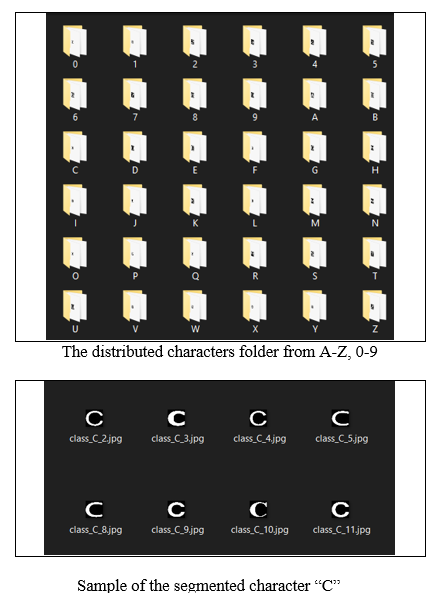 0 1 2 3 4 5
6 7 8 9 A B
C D E F G H
I J K L M N
O P Q R S T
U V W X Y Z
The distributed characters folder from A-Z, 0-9
C C C C
class_C_2.jpg class_C_3.jpg class_C_4.jpg class_C_5.jpg
C C C C
class_C_8.jpg class_C_9.jpg class_C_10.jpg class_C_11.jpg
Sample of the segmented character “C”